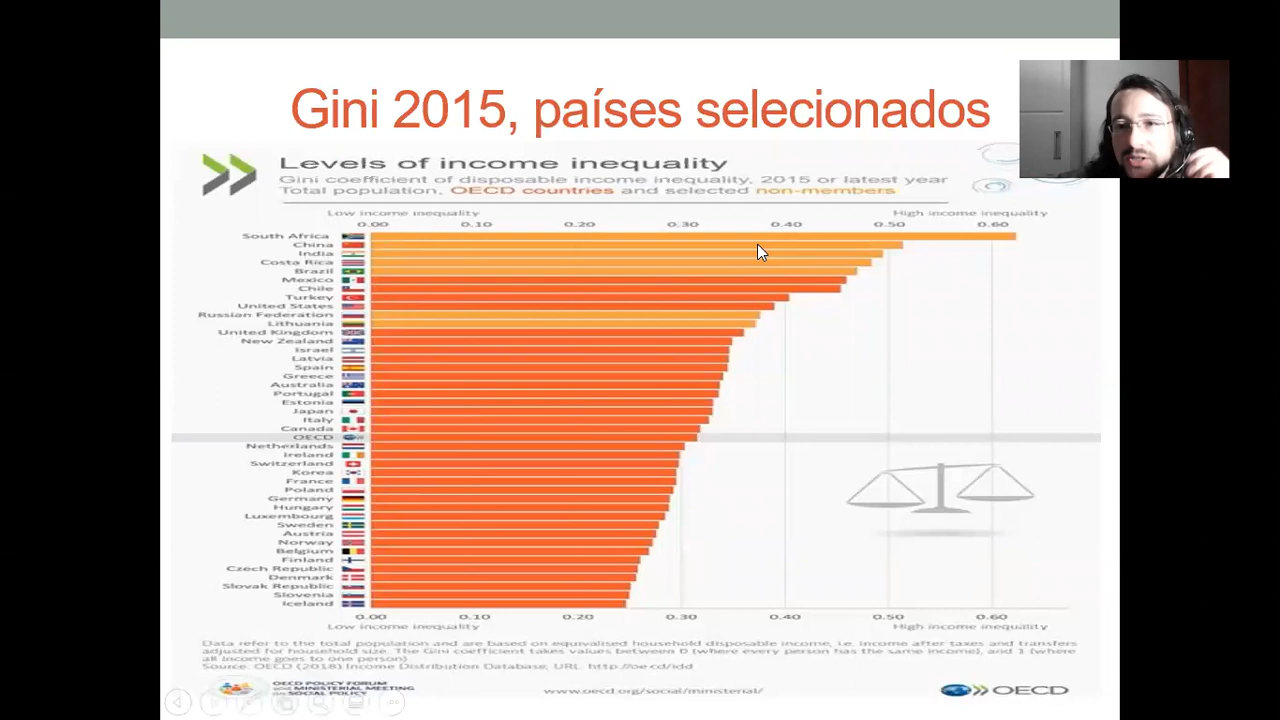 Gini 2015, países selecionados
Levels of income inequality
Gini coefficient of disposable income inequality, 2015 or latest year
Total population, OECD countries and selected non-members
Low income inequality High income inequality
0.00 0.10 0.20 0.30 0.40 0.50 0.60
South Africa
China
India
Costa Rica
Brazil
Mexico
Chile
Turkey
United States
Russian Federation
Lithuania
United Kingdom
New Zealand
Israel
Latvia
Spain
Greece
Australia
Portugal
Estonia
Japan
Italy
Canada
OECD
Netherlands
Ireland
Switzerland
Korea
France
Poland
Germany
Hungary
Luxembourg
Sweden
Austria
Norway
Belgium
Finland
Czech Republic
Denmark
Slovak Republic
Slovenia
Iceland
0.00 0.10 0.20 0.30 0.40 0.50 0.60
Low income inequality High income inequality
Data refer to the total population and are based on equivalised household disposable income, i.e. income after taxes and transfers
adjusted for household size. The Gini coefficient takes values between 0 (where every person has the same income), and 1 (where
all income goes to one person).
Source: OECD (2018) Income Distribution Database, URL:
OECD POLICY FORUM
AND MINISTERIAL MEETING
ON SOCIAL POLICY
www.oecd.org/social/ministerial/
OECD